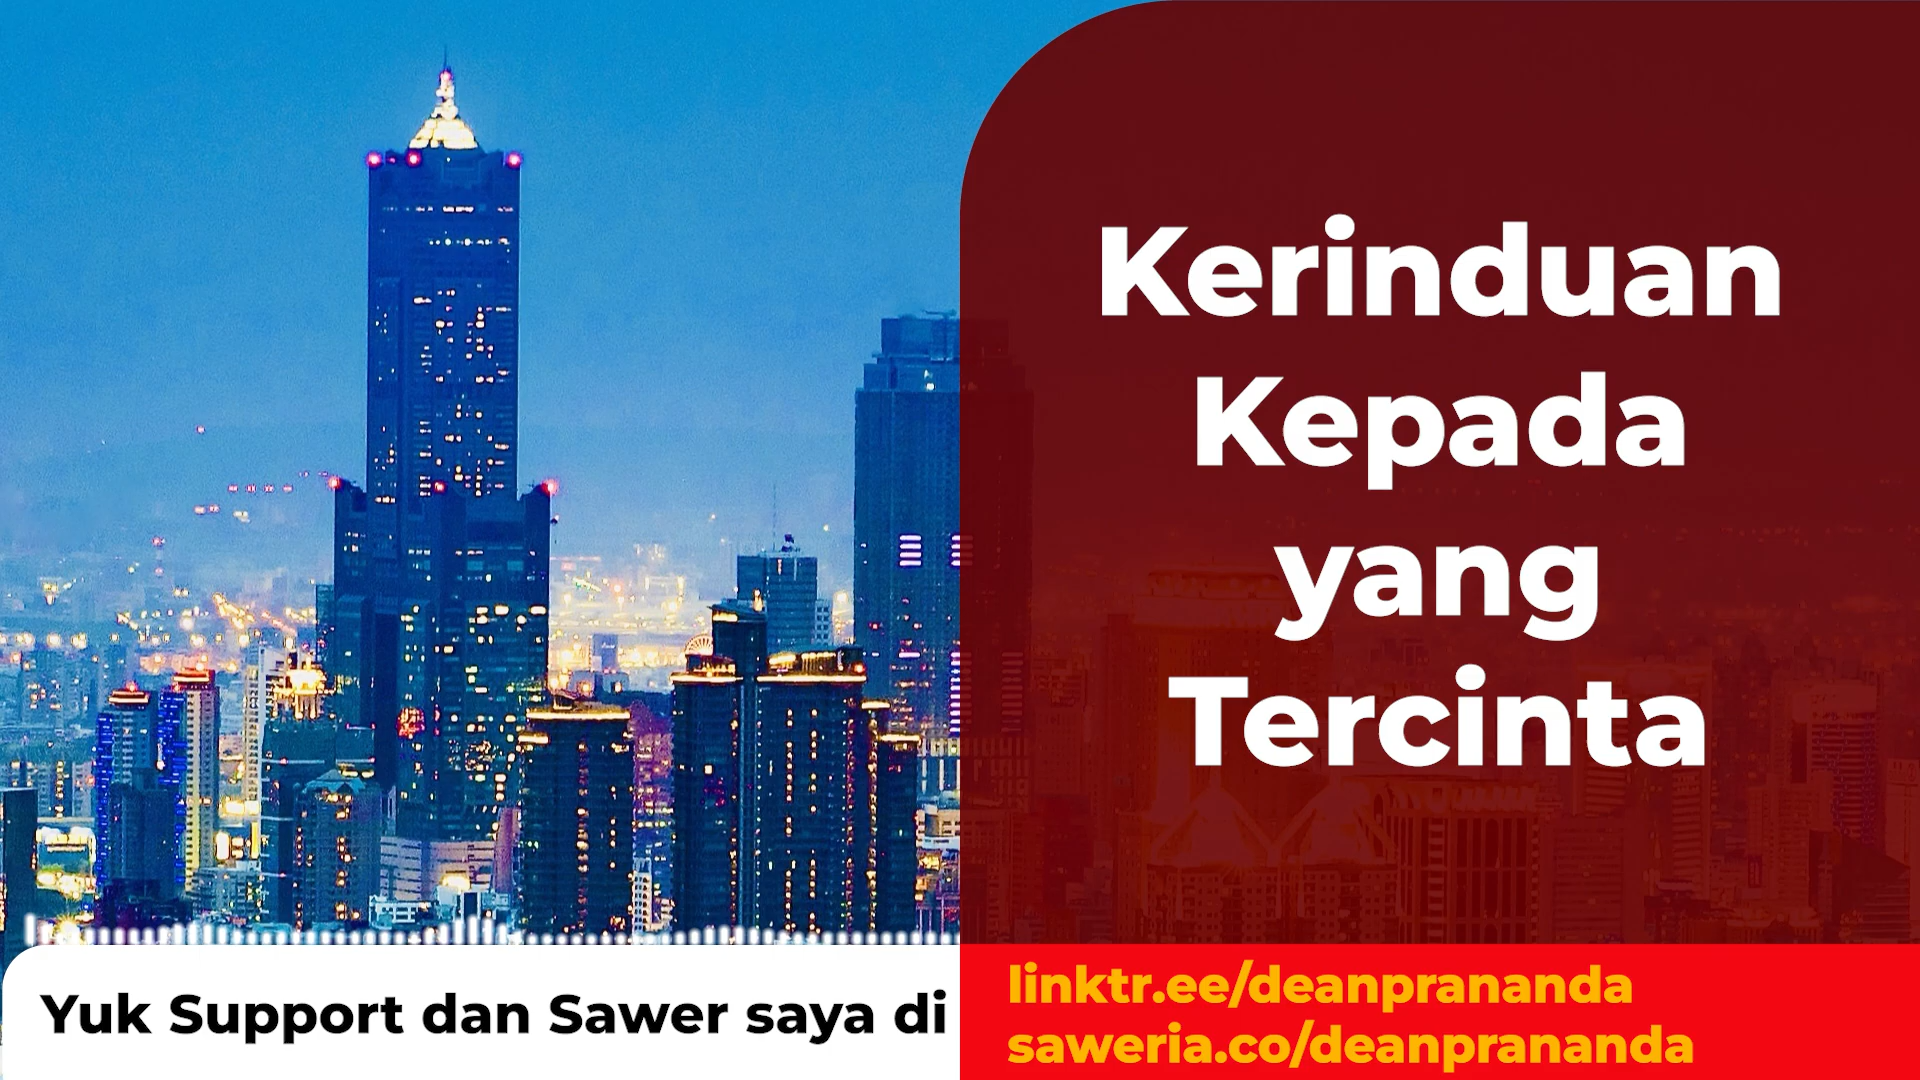 Kerinduan
Kepada
yang
Tercinta
Yuk Support dan Sawer saya di
linktr.ee/deanprananda
saweria.co/deanprananda